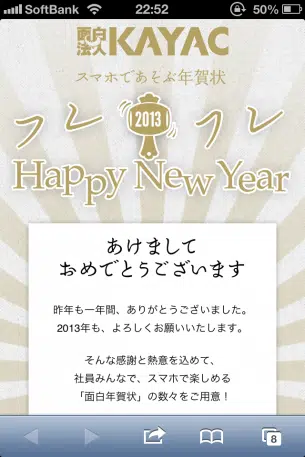 SoftBank 22:52 50%
面白法人 KAYAC
スマホであそぶ年賀状
フレ 2013 フレ
Happy New Year
あけまして
おめでとうございます
昨年も一年間、ありがとうございました。
2013年も、よろしくお願いいたします。
そんな感謝と熱意を込めて、
社員みんなで、スマホで楽しめる
「面白年賀状」の数々をご用意！
8